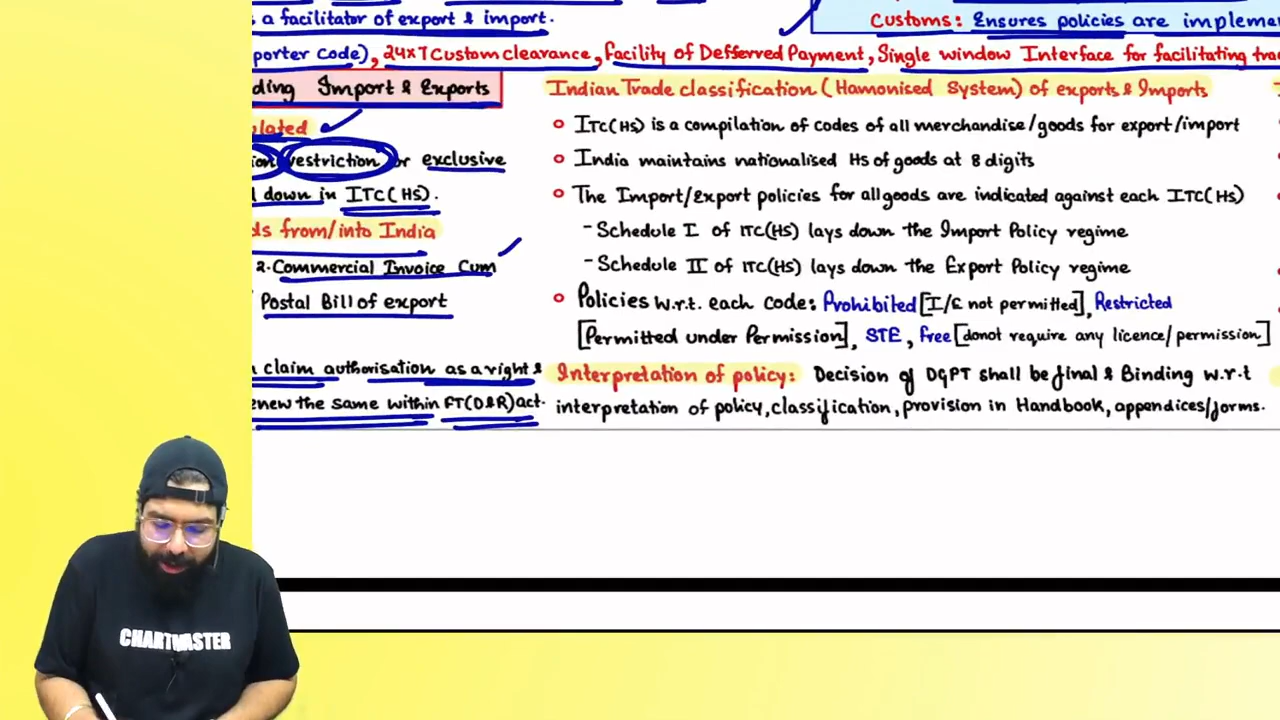 s a facilitator of export & import.
Customs: Ensures policies are implemen
porter Code), 24x7 Custom clearance, facility of Defferred Payment, Single window Interface for facilitating trad
ding Import & Exports
ulated
restriction or exclusive
l down in ITC(HS).
ds from/into India
2. Commercial Invoice Cum
Postal Bill of export
claim authorisation as a right &
enew the same within FT(D&R) act.
Indian Trade classification (Hamonised System) of exports & Imports
ITC(HS) is a compilation of codes of all merchandise/goods for export/import
India maintains nationalised HS of goods at 8 digits
The Import/Export policies for all goods are indicated against each ITC(HS)
- Schedule I of ITC(HS) lays down the Import Policy regime
- Schedule II of ITC(HS) lays down the Export Policy regime
Policies w.r.t. each code: Prohibited [I/E not permitted], Restricted
[Permitted under Permission], STE, free [donot require any licence/permission]
Interpretation of policy: Decision of DGFT shall be final & Binding w.r.t
interpretation of policy, classification, provision in Handbook, appendices/forms.
CHARTMASTER